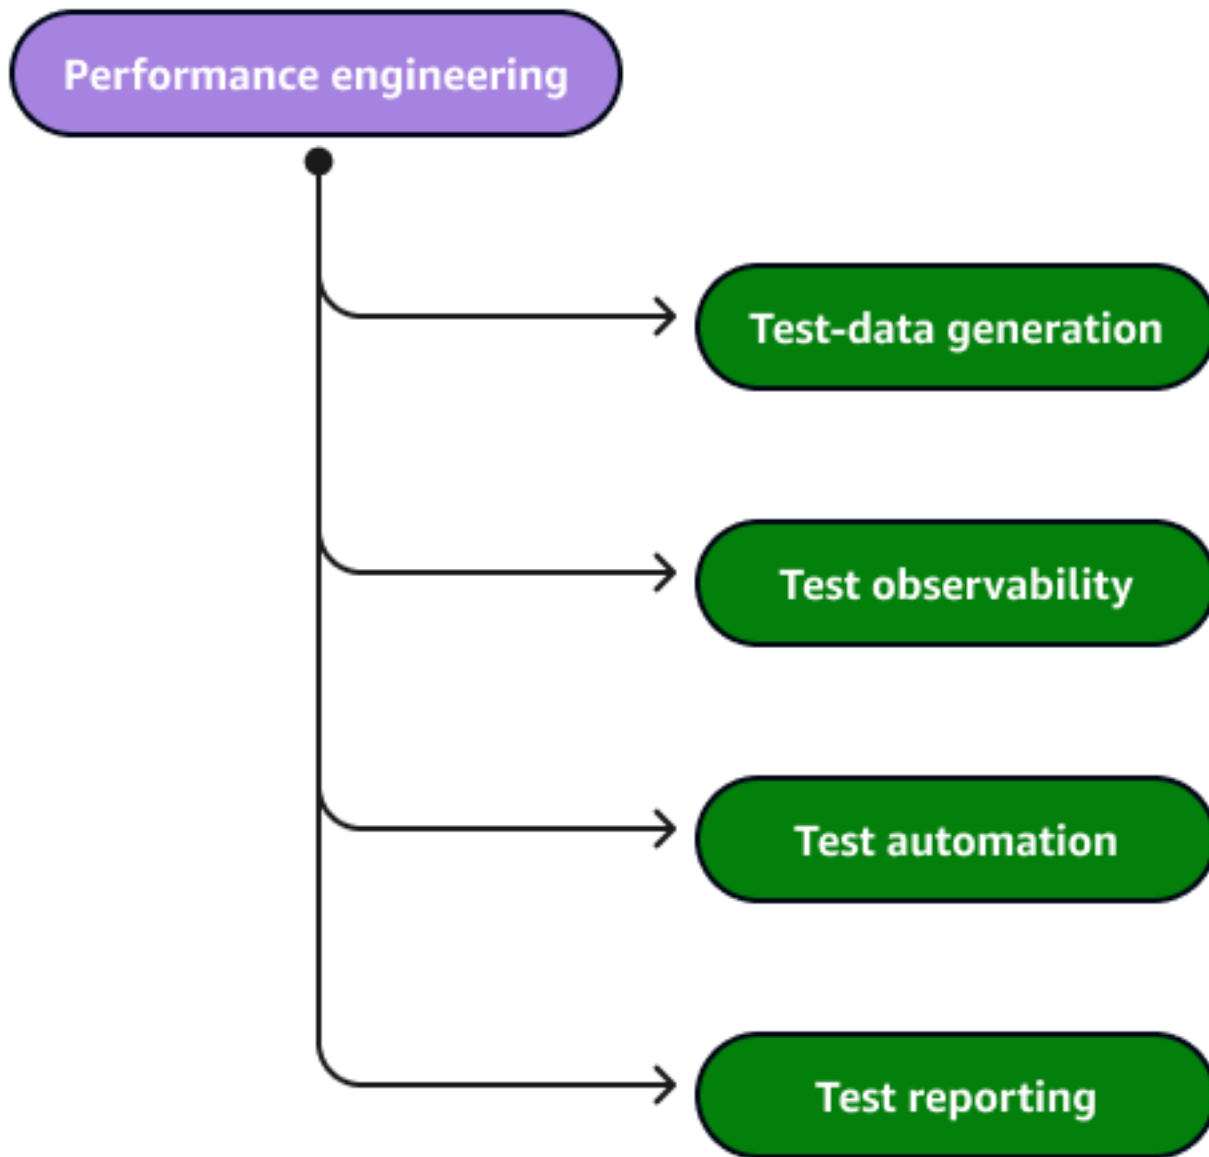 Performance engineering
Test-data generation
Test observability
Test automation
Test reporting